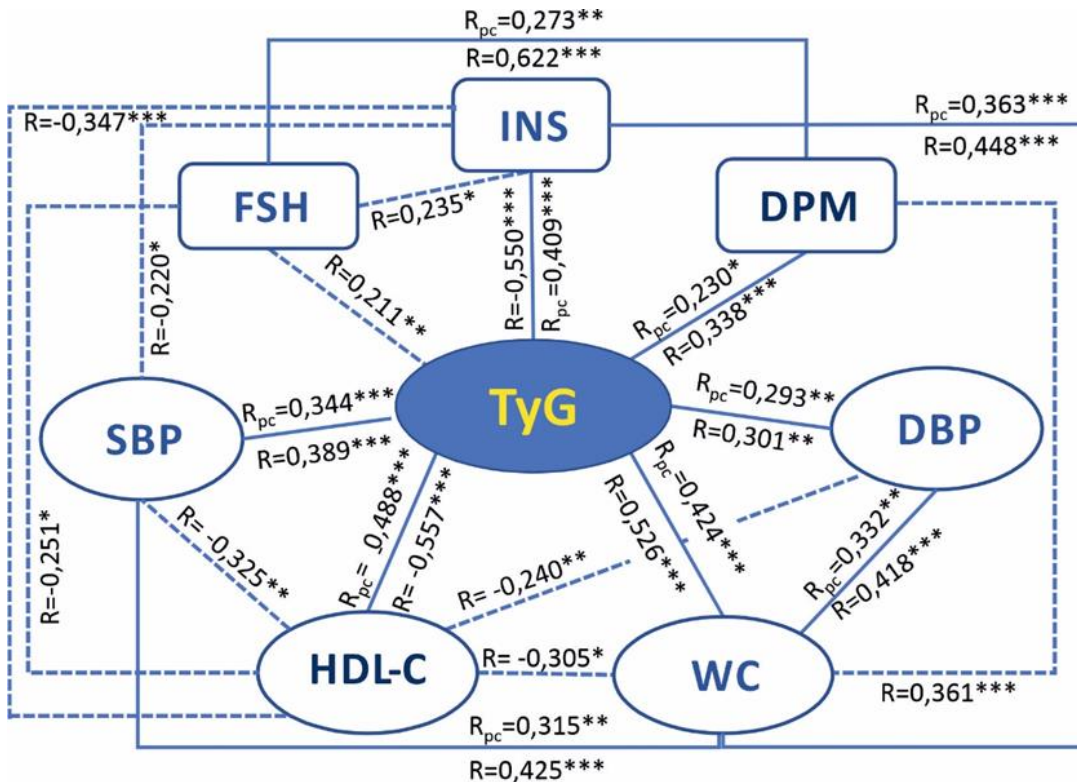 Rpc=0,273**
R=0,622***
R=-0,347***
INS
Rpc=0,363***
R=0,448***
FSH
R=0,235*
DPM
R=-0,550***
Rpc=0,409***
R=0,211**
Rpc=0,230*
R=0,338***
R=-0,220*
TyG
SBP
Rpc=0,344***
R=0,389***
Rpc=0,293**
R=0,301**
DBP
R=-0,251*
R= -0,325**
Rpc= 0,488***
R= -0,557***
R= -0,240**
R=0,526***
Rpc=0,424***
Rpc=0,332**
R=0,418***
HDL-C
R= -0,305*
WC
R=0,361***
Rpc=0,315**
R=0,425***